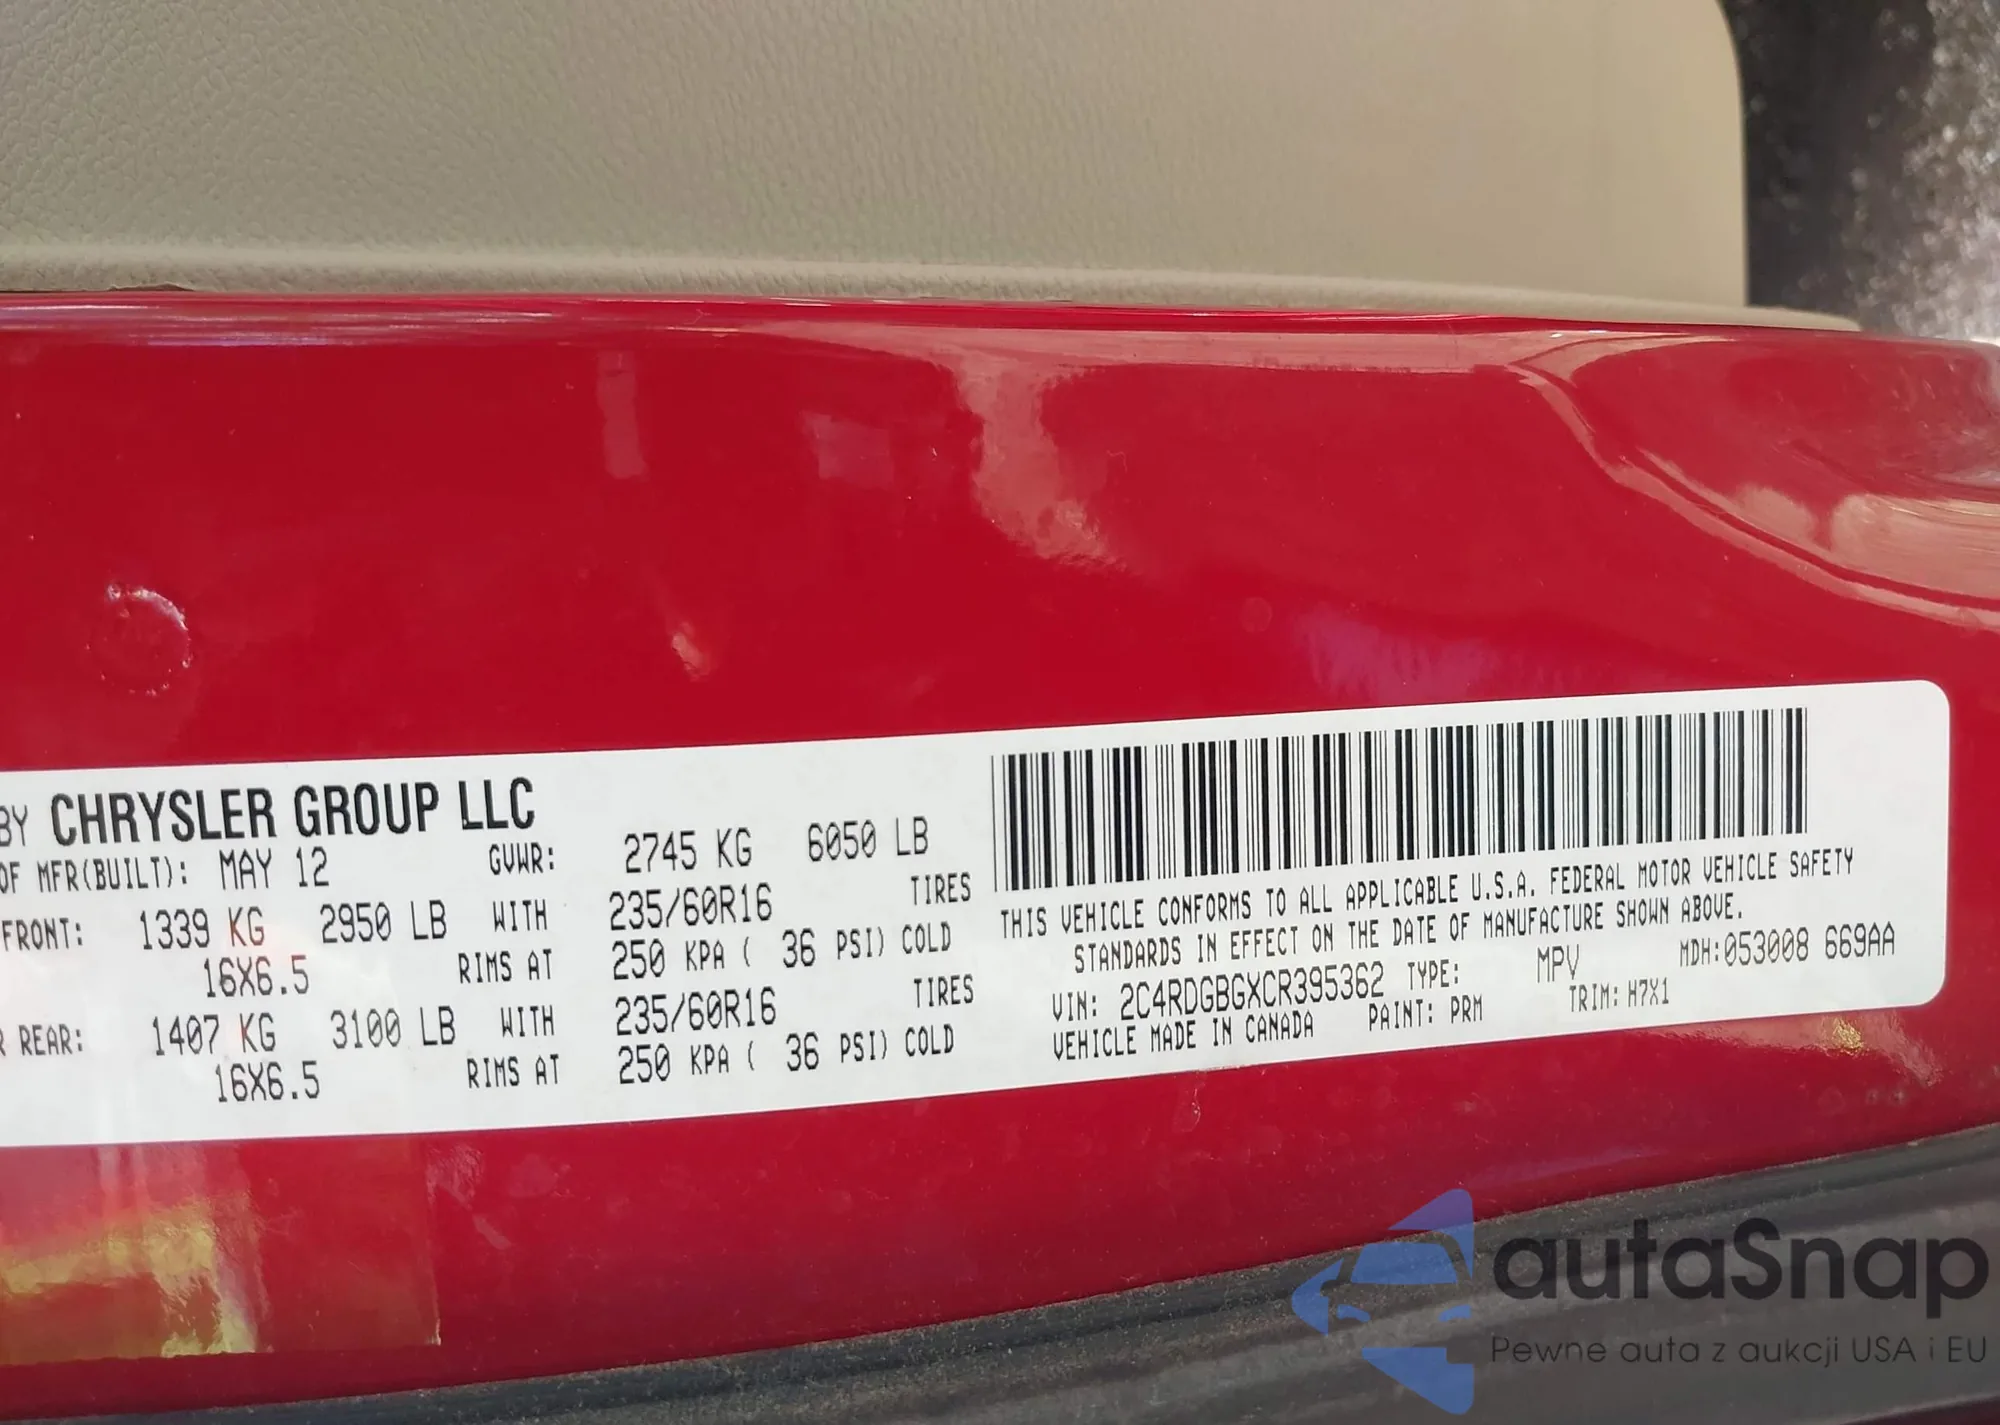 BY CHRYSLER GROUP LLC
OF MFR(BUILT): MAY 12 GVWR: 2745 KG 6050 LB
FRONT: 1339 KG 2950 LB WITH 235/60R16 TIRES
16X6.5 RIMS AT 250 KPA ( 36 PSI) COLD
R REAR: 1407 KG 3100 LB WITH 235/60R16 TIRES
16X6.5 RIMS AT 250 KPA ( 36 PSI) COLD
THIS VEHICLE CONFORMS TO ALL APPLICABLE U.S.A. FEDERAL MOTOR VEHICLE SAFETY
STANDARDS IN EFFECT ON THE DATE OF MANUFACTURE SHOWN ABOVE.
VIN: 2C4RDGBGXCR395362 TYPE: MPV MDH:053008 669AA
VEHICLE MADE IN CANADA PAINT: PRM TRIM: H7X1
autaSnap
Pewne auta z aukcji USA i EU